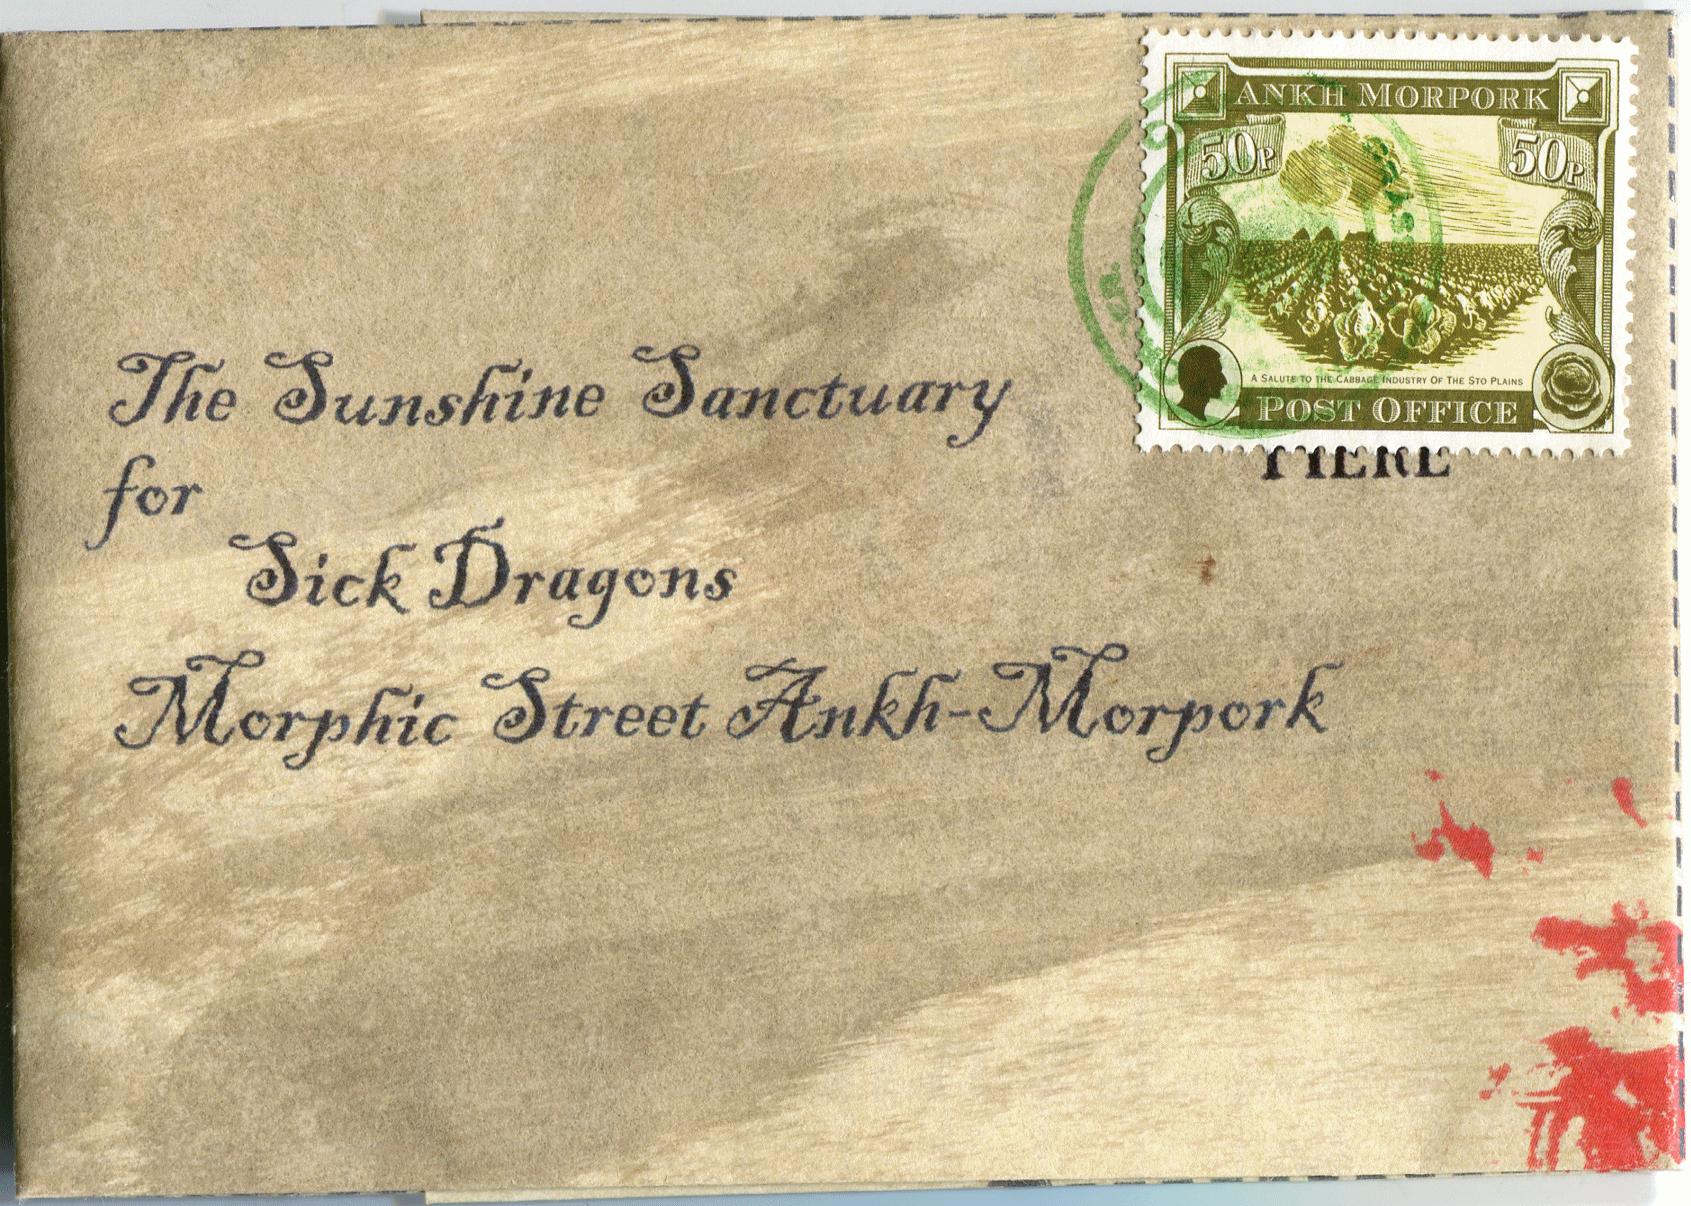 ANKH MORPORK
50P 50P
A SALUTE TO THE CABBAGE INDUSTRY OF THE STO PLAINS
POST OFFICE
The Sunshine Sanctuary
for
Sick Dragons
Morphic Street Ankh-Morpork